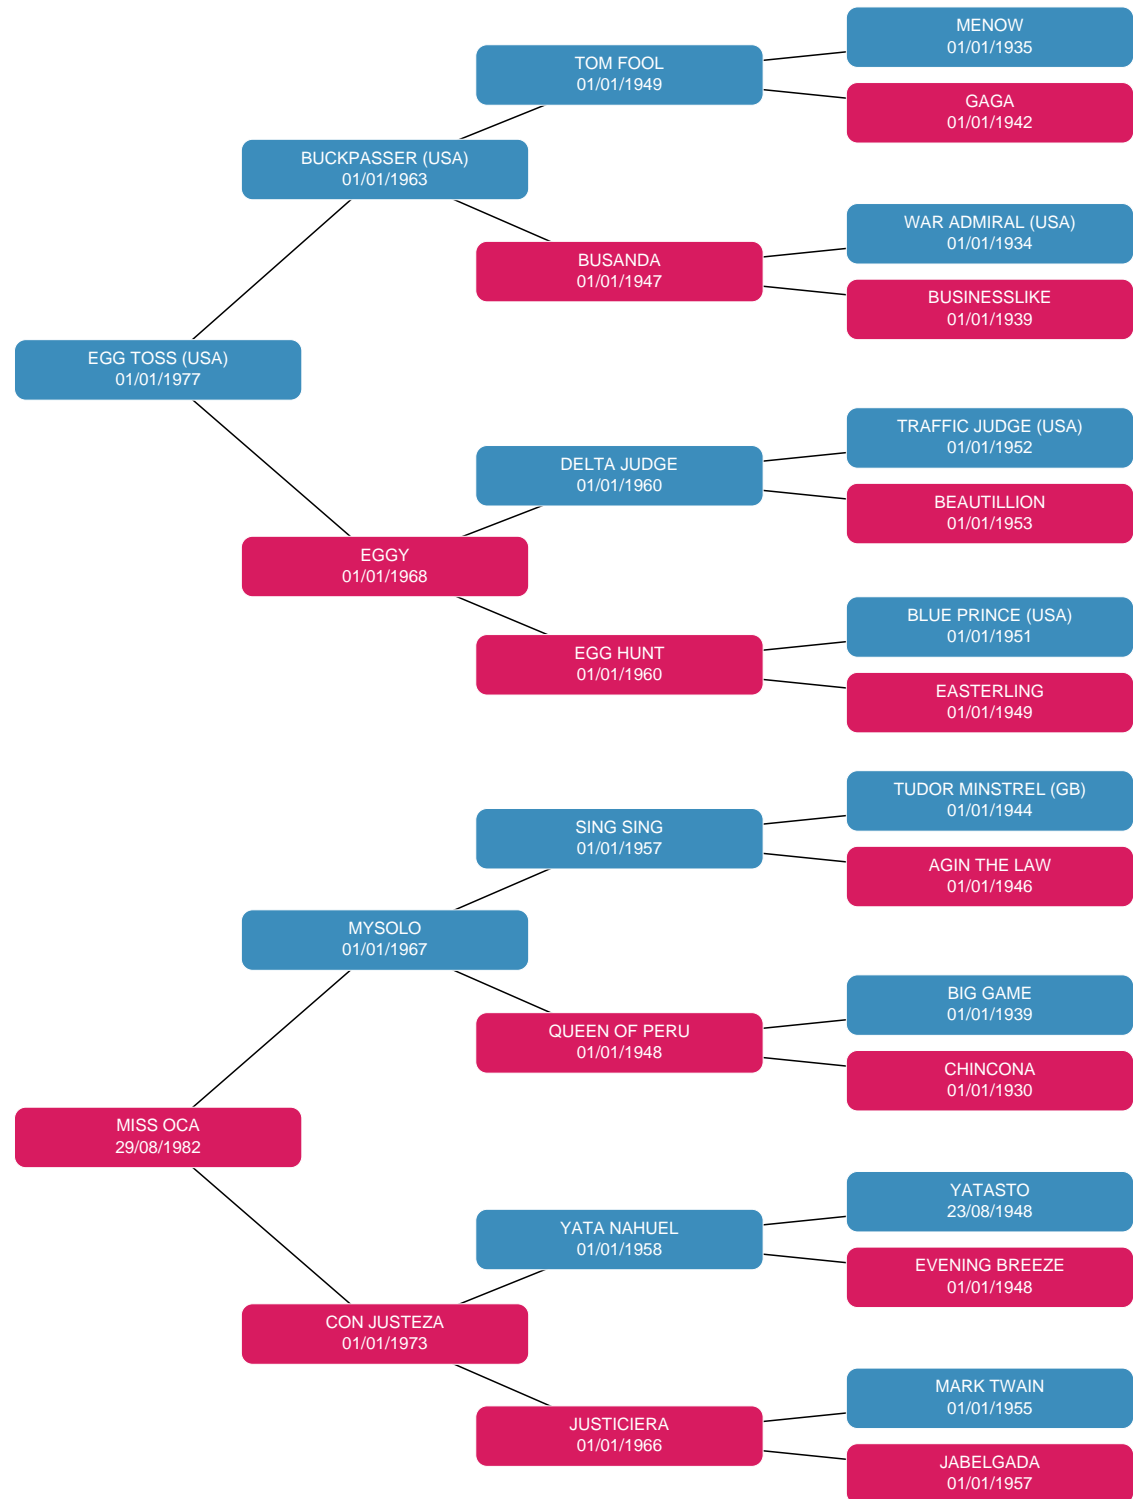 MENOW
01/01/1935
TOM FOOL
01/01/1949
GAGA
01/01/1942
BUCKPASSER (USA)
01/01/1963
WAR ADMIRAL (USA)
01/01/1934
BUSANDA
01/01/1947
BUSINESSLIKE
01/01/1939
EGG TOSS (USA)
01/01/1977
TRAFFIC JUDGE (USA)
01/01/1952
DELTA JUDGE
01/01/1960
BEAUTILLION
01/01/1953
EGGY
01/01/1968
BLUE PRINCE (USA)
01/01/1951
EGG HUNT
01/01/1960
EASTERLING
01/01/1949
TUDOR MINSTREL (GB)
01/01/1944
SING SING
01/01/1957
AGIN THE LAW
01/01/1946
MYSOLO
01/01/1967
BIG GAME
01/01/1939
QUEEN OF PERU
01/01/1948
CHINCONA
01/01/1930
MISS OCA
29/08/1982
YATASTO
23/08/1948
YATA NAHUEL
01/01/1958
EVENING BREEZE
01/01/1948
CON JUSTEZA
01/01/1973
MARK TWAIN
01/01/1955
JUSTICIERA
01/01/1966
JABELGADA
01/01/1957